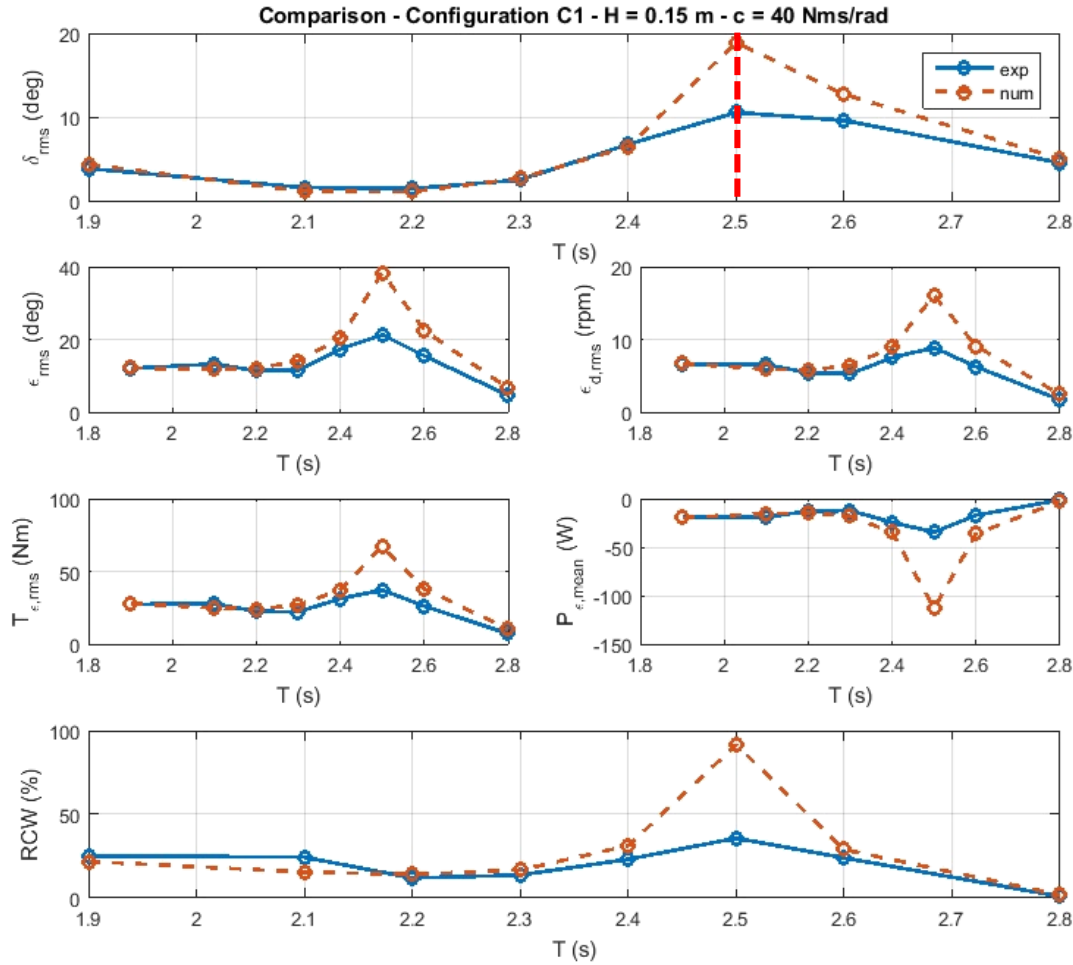 Comparison - Configuration C1 - H = 0.15 m - c = 40 Nms/rad
20
10
0
δrms (deg)
exp
num
1.9 2 2.1 2.2 2.3 2.4 2.5 2.6 2.7 2.8
T (s)
40
20
0
ϵrms (deg)
1.8 2 2.2 2.4 2.6 2.8
T (s)
20
10
0
ϵd,rms (rpm)
1.8 2 2.2 2.4 2.6 2.8
T (s)
100
50
0
Tϵ,rms (Nm)
1.8 2 2.2 2.4 2.6 2.8
T (s)
0
-50
-100
-150
Pϵ,mean (W)
1.8 2 2.2 2.4 2.6 2.8
T (s)
100
50
0
RCW (%)
1.9 2 2.1 2.2 2.3 2.4 2.5 2.6 2.7 2.8
T (s)